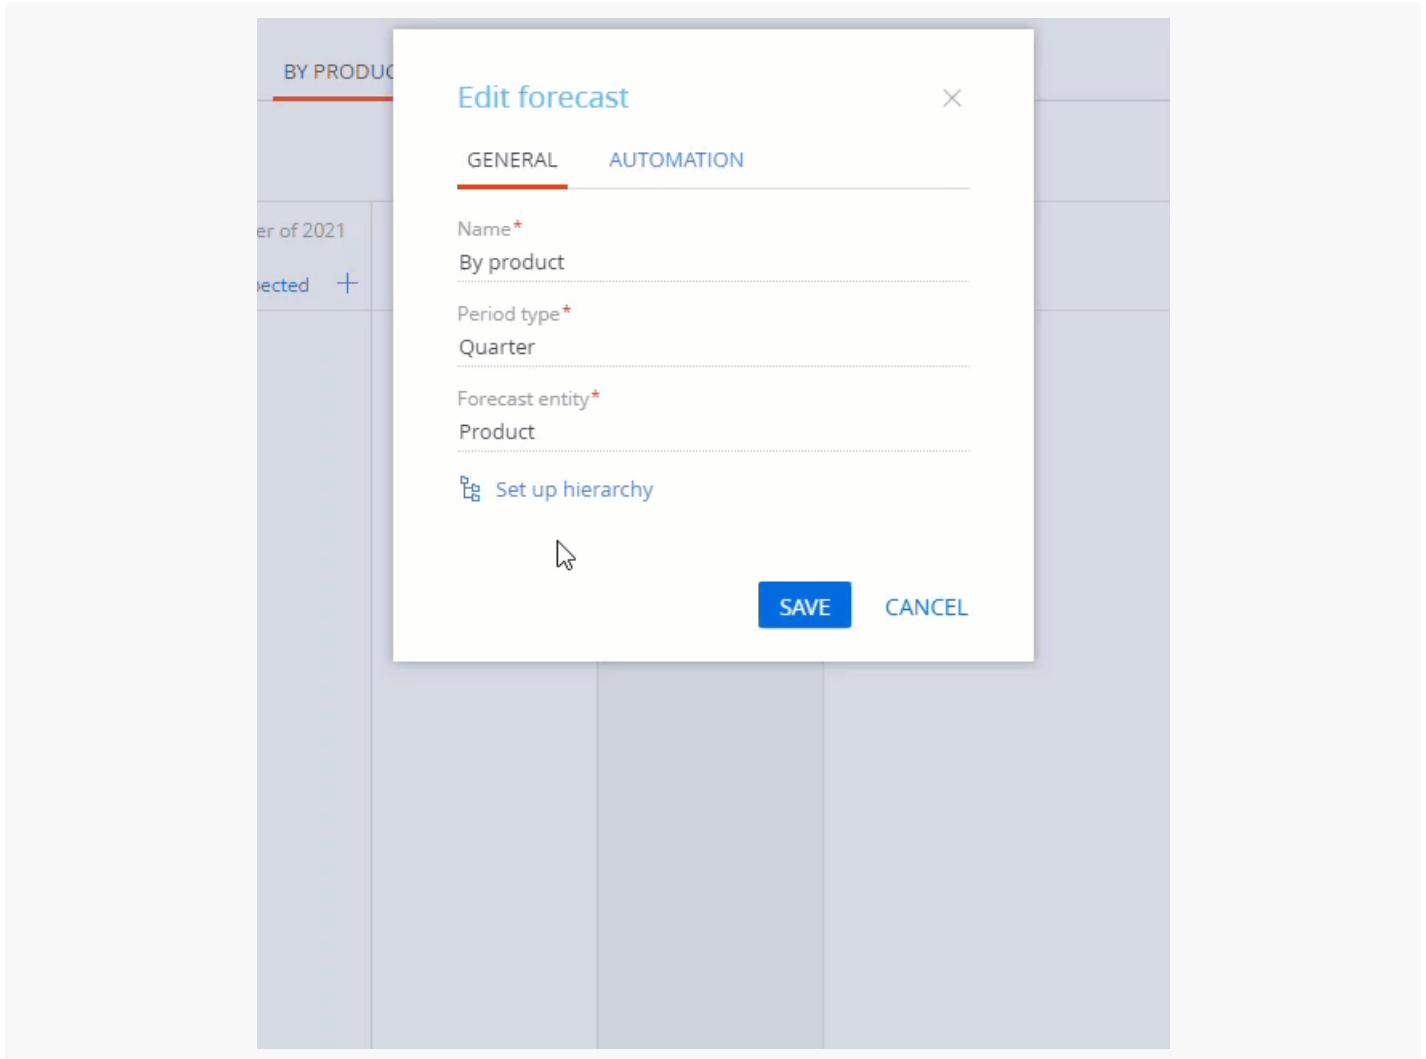 BY PRODUC
Edit forecast
GENERAL AUTOMATION
Name*
By product
er of 2021
pected +
Period type*
Quarter
Forecast entity*
Product
Set up hierarchy
SAVE CANCEL